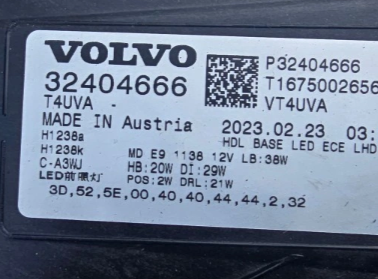 VOLVO
32404666
T4UVA
MADE IN Austria
H1238a
H1238k
C-A3WJ
LED前照灯
P32404666
T1675002656
VT4UVA
2023.02.23 03:
HDL BASE LED ECE LHD
MD E9 1138 12V LB:38W
HB:20W DI:29W
POS:2W DRL:21W
3D,52,5E,00,40,40,44,44,2,32